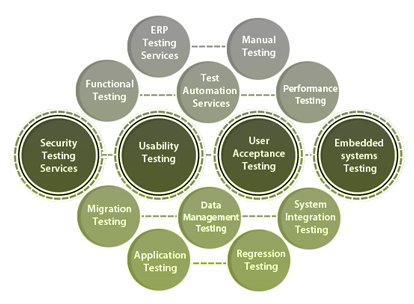 ERP
Testing
Services
Manual
Testing
Functional
Testing
Test
Automation
Services
Performance
Testing
Security
Testing
Services
Usability
Testing
User
Acceptance
Testing
Embedded
systems
Testing
Migration
Testing
Data
Management
Testing
System
Integration
Testing
Application
Testing
Regression
Testing